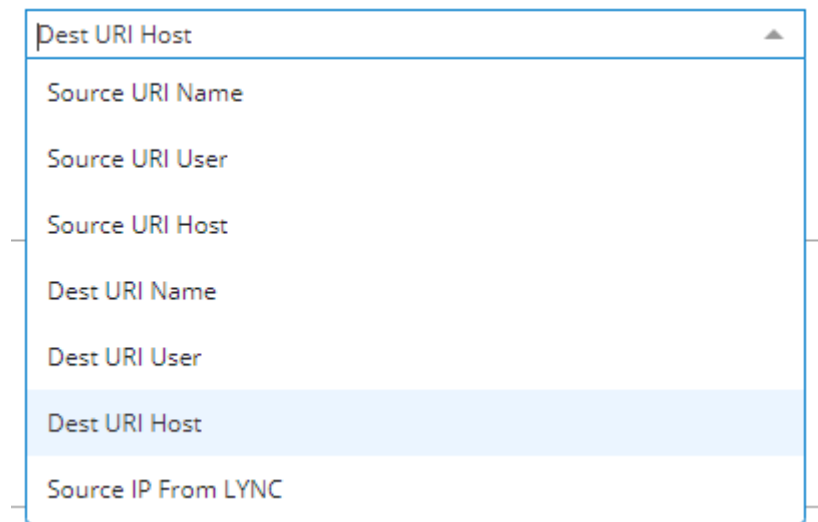 Dest URI Host
Source URI Name
Source URI User
Source URI Host
Dest URI Name
Dest URI User
Dest URI Host
Source IP From LYNC